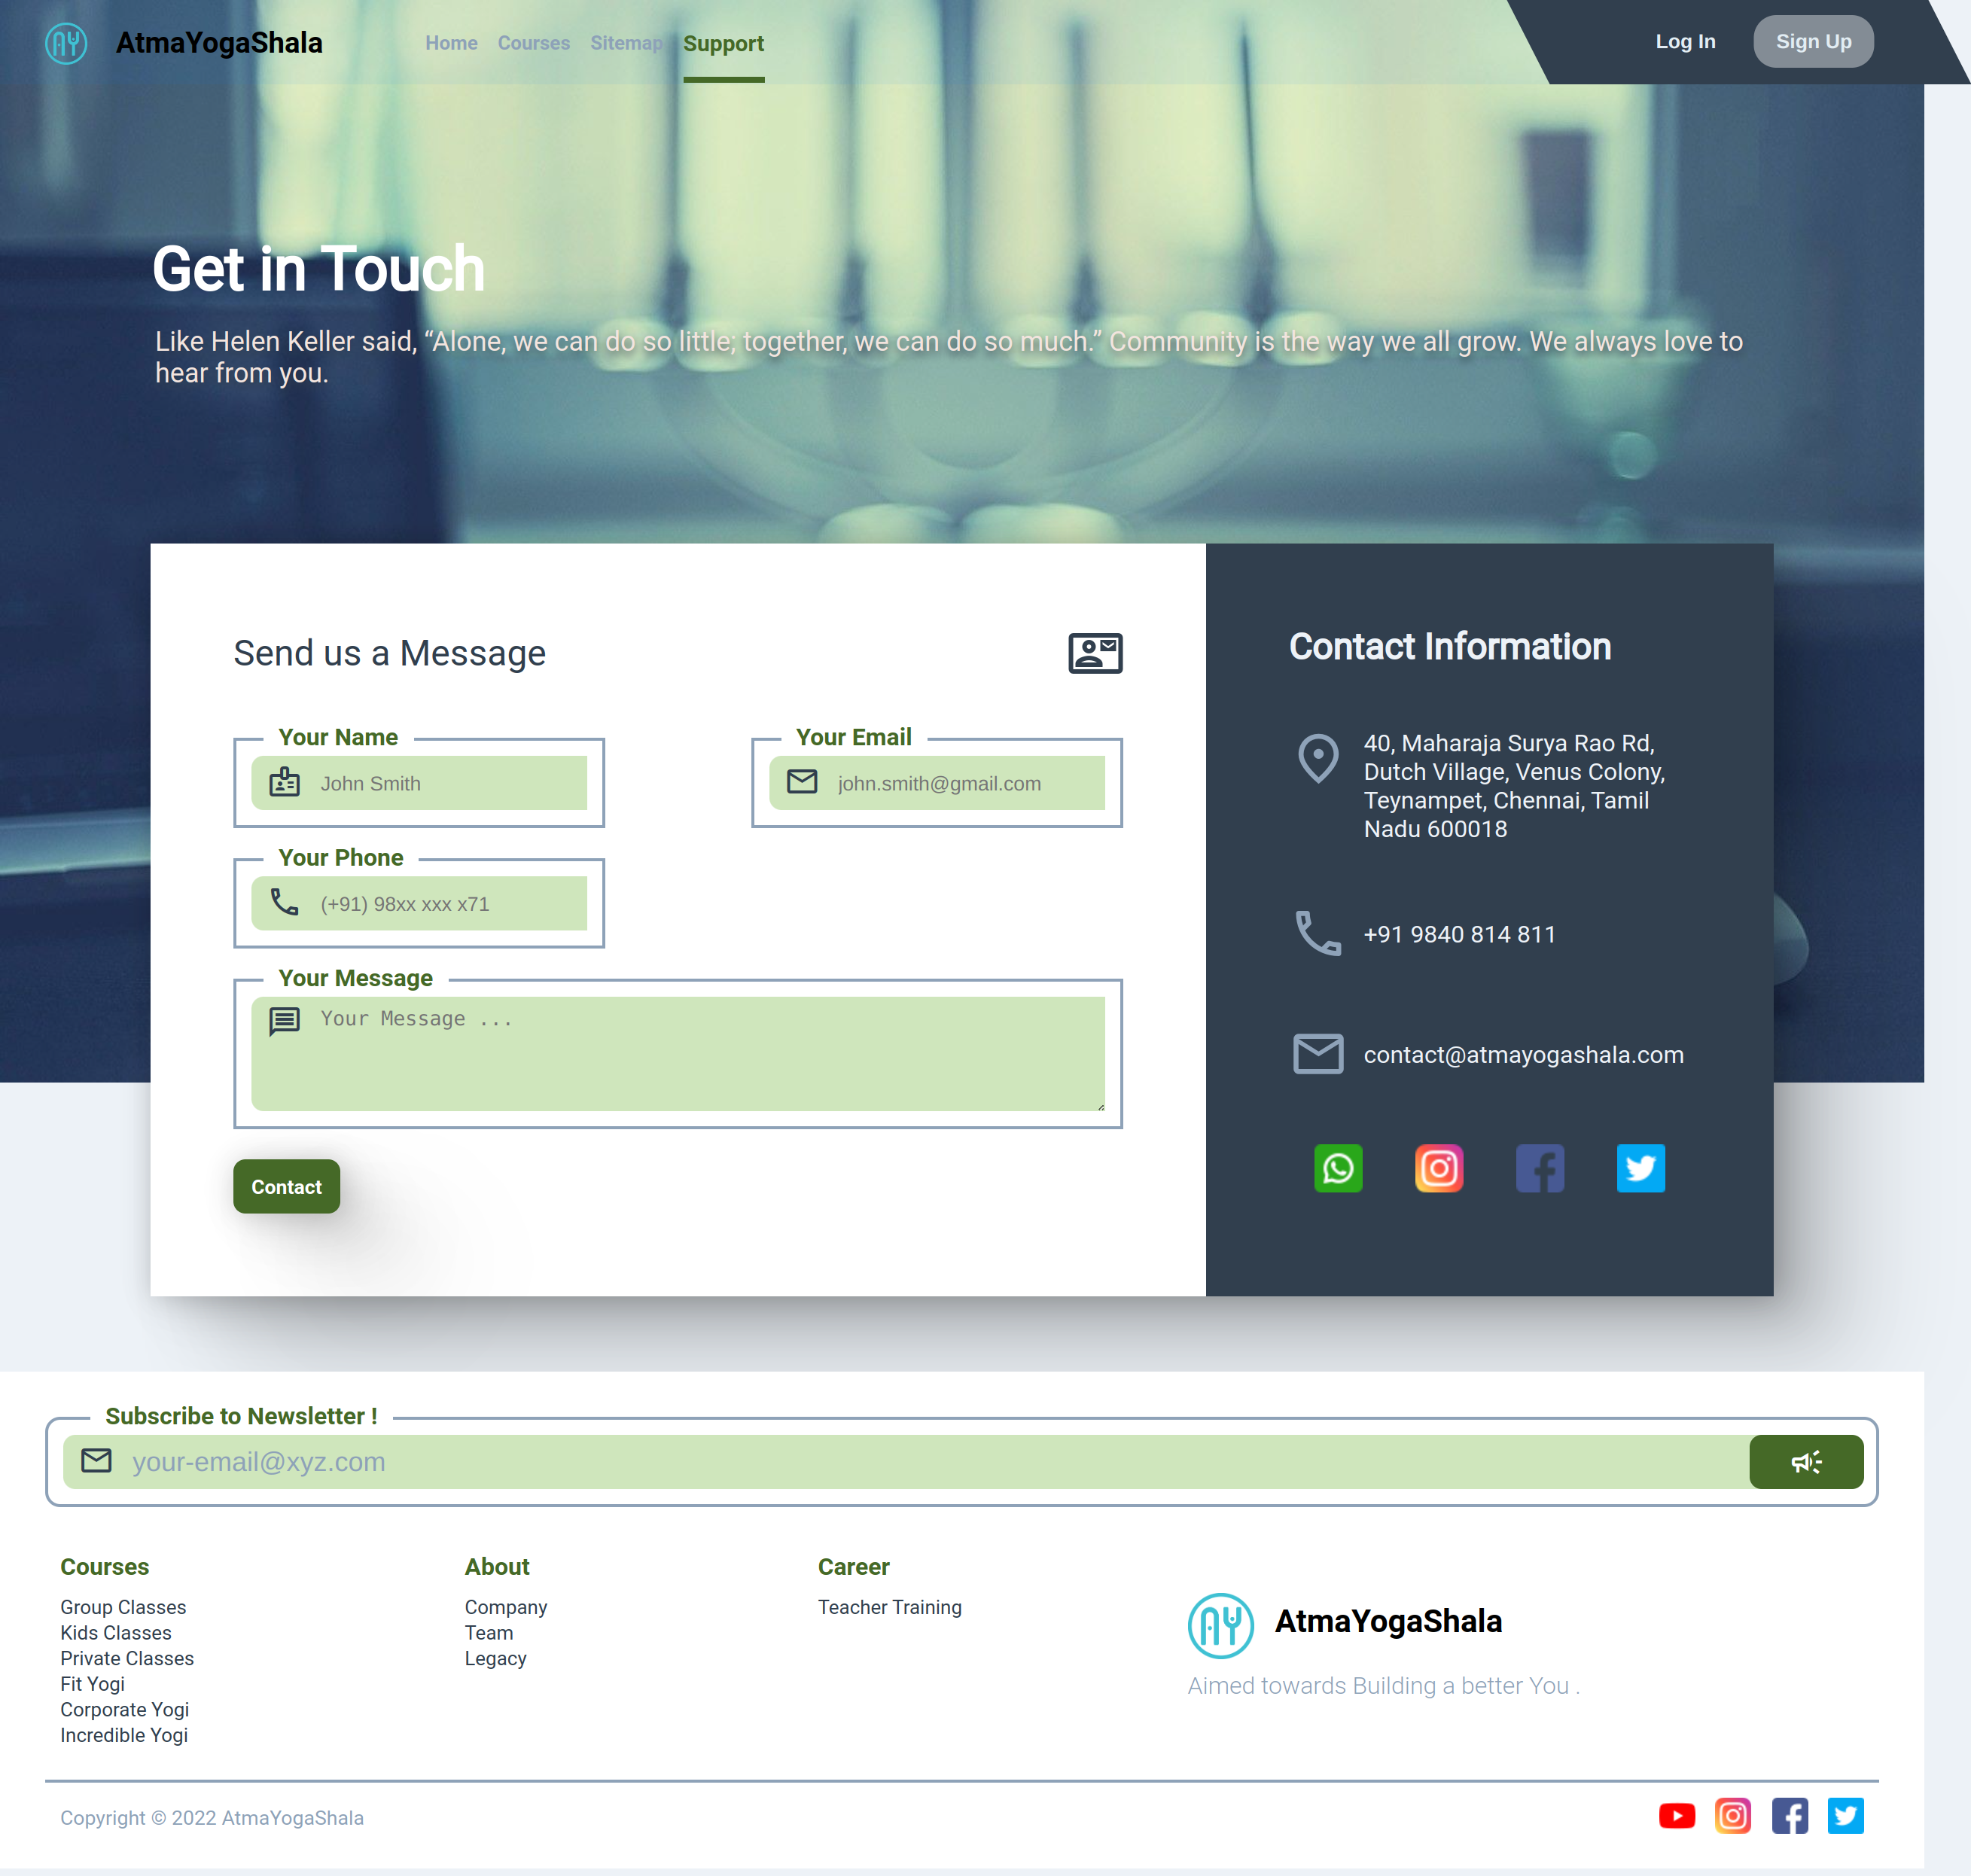 AY AtmaYogaShala Home Courses Sitemap Support Log In Sign Up
Get in Touch
Like Helen Keller said, “Alone, we can do so little; together, we can do so much.” Community is the way we all grow. We always love to
hear from you.
Send us a Message
Your Name
John Smith
Your Email
john.smith@gmail.com
Your Phone
(+91) 98xx xxx x71
Your Message
Your Message ...
Contact
Contact Information
40, Maharaja Surya Rao Rd,
Dutch Village, Venus Colony,
Teynampet, Chennai, Tamil
Nadu 600018
+91 9840 814 811
contact@atmayogashala.com
Subscribe to Newsletter !
your-email@xyz.com
Courses
Group Classes
Kids Classes
Private Classes
Fit Yogi
Corporate Yogi
Incredible Yogi
About
Company
Team
Legacy
Career
Teacher Training
AY AtmaYogaShala
Aimed towards Building a better You .
Copyright © 2022 AtmaYogaShala